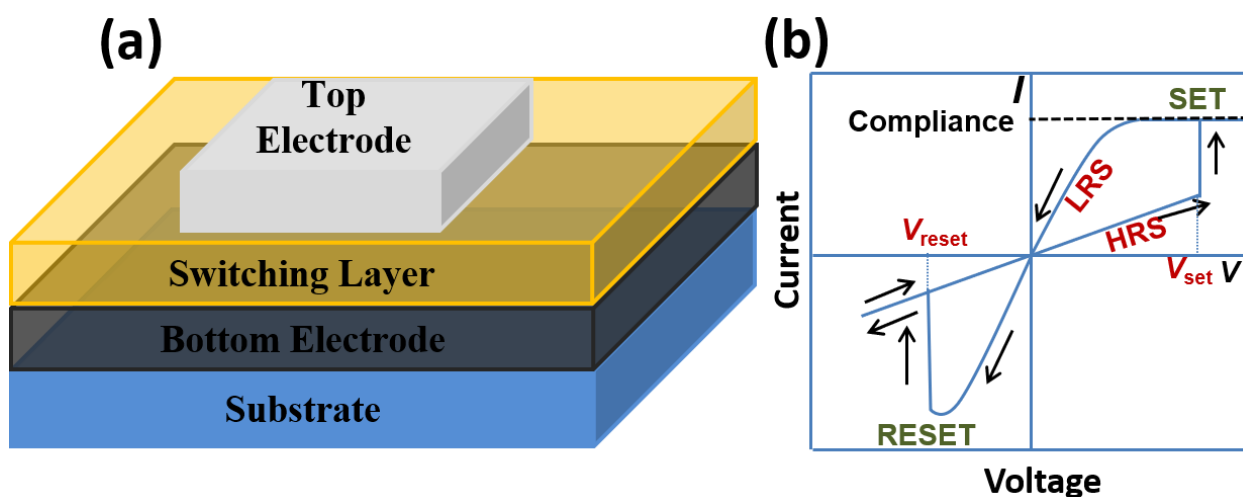 (a)
Top
Electrode
Switching Layer
Bottom Electrode
Substrate
(b)
I
SET
Compliance
LRS
HRS
Vreset
Vset
V
Current
RESET
Voltage